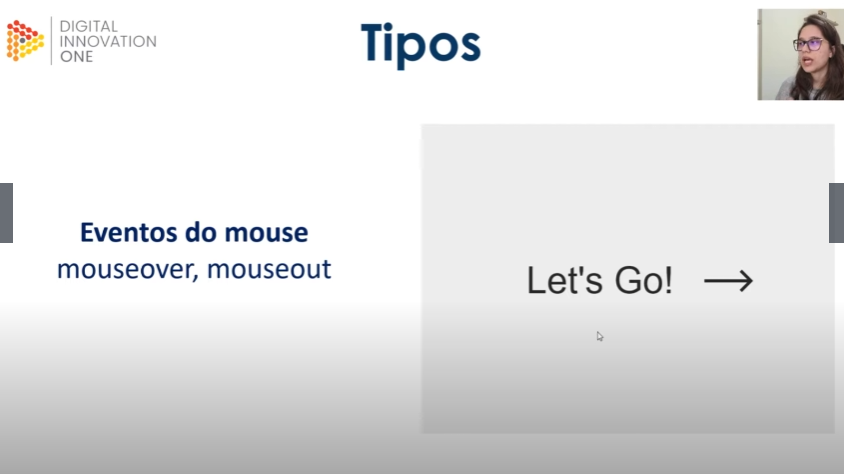 DIGITAL
INNOVATION
ONE
Tipos
Eventos do mouse
mouseover, mouseout
Let's Go! →